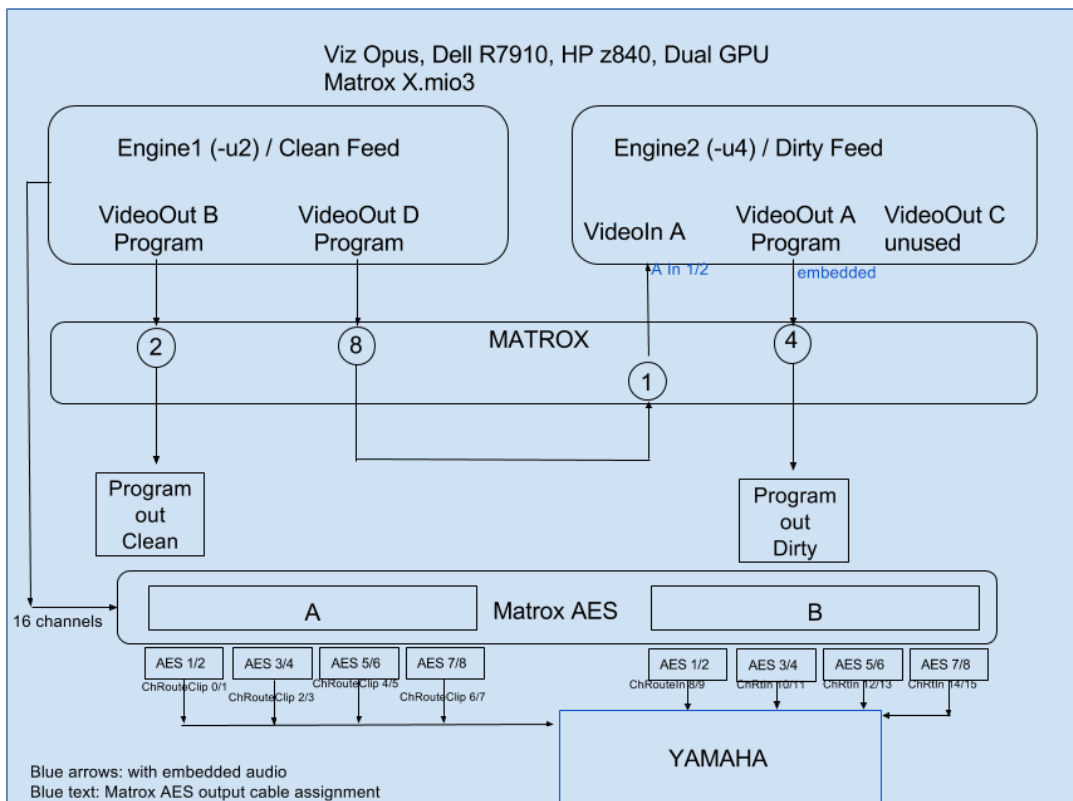 Viz Opus, Dell R7910, HP z840, Dual GPU
Matrox X.mio3
Engine1 (-u2) / Clean Feed
VideoOut B
Program
VideoOut D
Program
Engine2 (-u4) / Dirty Feed
VideoIn A
VideoOut A
Program
VideoOut C
unused
A In 1/2
embedded
MATROX
2
8
1
4
Program
out
Clean
Program
out
Dirty
16 channels
A
Matrox AES
B
AES 1/2
AES 3/4
AES 5/6
AES 7/8
ChRouteClip 0/1
ChRouteClip 2/3
ChRouteClip 4/5
ChRouteClip 6/7
AES 1/2
AES 3/4
AES 5/6
AES 7/8
ChRouteIn 8/9
ChRtIn 10/11
ChRtIn 12/13
ChRtIn 14/15
YAMAHA
Blue arrows: with embedded audio
Blue text: Matrox AES output cable assignment